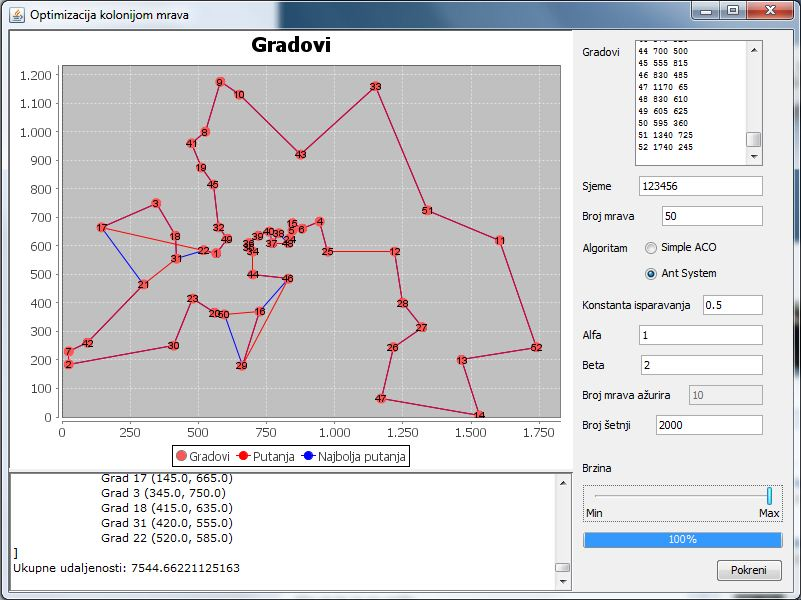 Optimizacija kolonijom mrava
Gradovi
1.200
1.100
1.000
900
800
700
600
500
400
300
200
100
0
0
250
500
750
1.000
1.250
1.500
1.750
9
10
33
8
41
43
19
45
3
17
18
32
49
22
1
31
21
7
42
2
30
23
20
50
16
29
44
46
34
39
40
37
48
15
5
6
4
25
12
51
11
28
27
26
13
52
47
14
Gradovi
Putanja
Najbolja putanja
Grad 17 (145.0, 665.0)
Grad 3 (345.0, 750.0)
Grad 18 (415.0, 635.0)
Grad 31 (420.0, 555.0)
Grad 22 (520.0, 585.0)
]
Ukupne udaljenosti: 7544.66221125163
Gradovi
44 700 500
45 555 815
46 830 485
47 1170 65
48 830 610
49 605 625
50 595 360
51 1340 725
52 1740 245
Sjeme
123456
Broj mrava
50
Algoritam
Simple ACO
Ant System
Konstanta isparavanja
0.5
Alfa
1
Beta
2
Broj mrava ažurira
10
Broj šetnji
2000
Brzina
Min
Max
100%
Pokreni